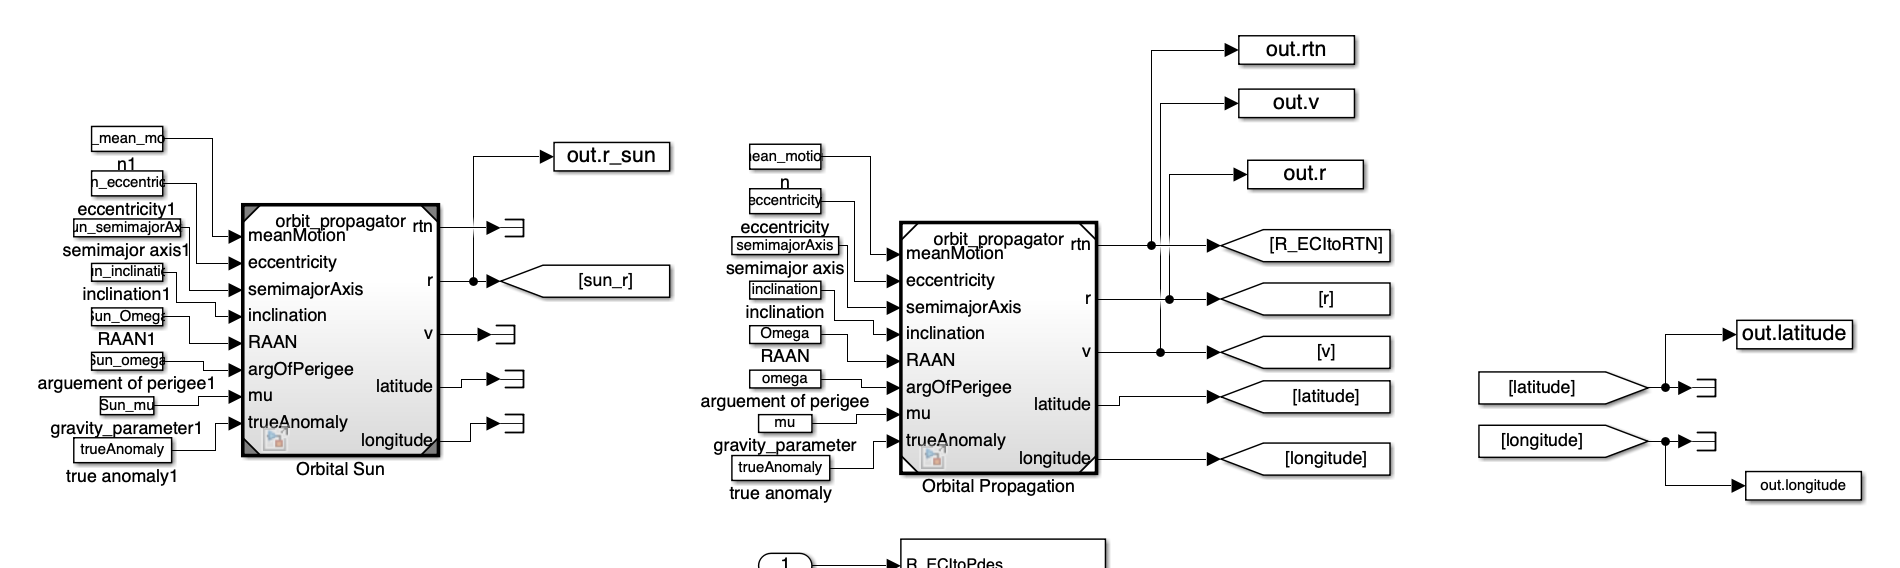 _mean_mo
n1
n_eccentric
eccentricity1
un_semimajorAx
semimajor axis1
in_inclinatio
inclination1
Sun_Omega
RAAN1
Sun_omega
arguement of perigee1
Sun_mu
gravity_parameter1
trueAnomaly
true anomaly1
orbit_propagator
meanMotion
eccentricity
semimajorAxis
inclination
RAAN
argOfPerigee
mu
trueAnomaly
rtn
r
v
latitude
longitude
Orbital Sun
out.r_sun
[sun_r]
ean_motio
n
eccentricity
eccentricity
semimajorAxis
semimajor axis
inclination
inclination
Omega
RAAN
omega
arguement of perigee
mu
gravity_parameter
trueAnomaly
true anomaly
orbit_propagator
meanMotion
eccentricity
semimajorAxis
inclination
RAAN
argOfPerigee
mu
trueAnomaly
rtn
r
v
latitude
longitude
Orbital Propagation
out.rtn
out.v
out.r
[R_ECItoRTN]
[r]
[v]
[latitude]
[longitude]
[latitude]
out.latitude
[longitude]
out.longitude
1
R_ECItoPdes